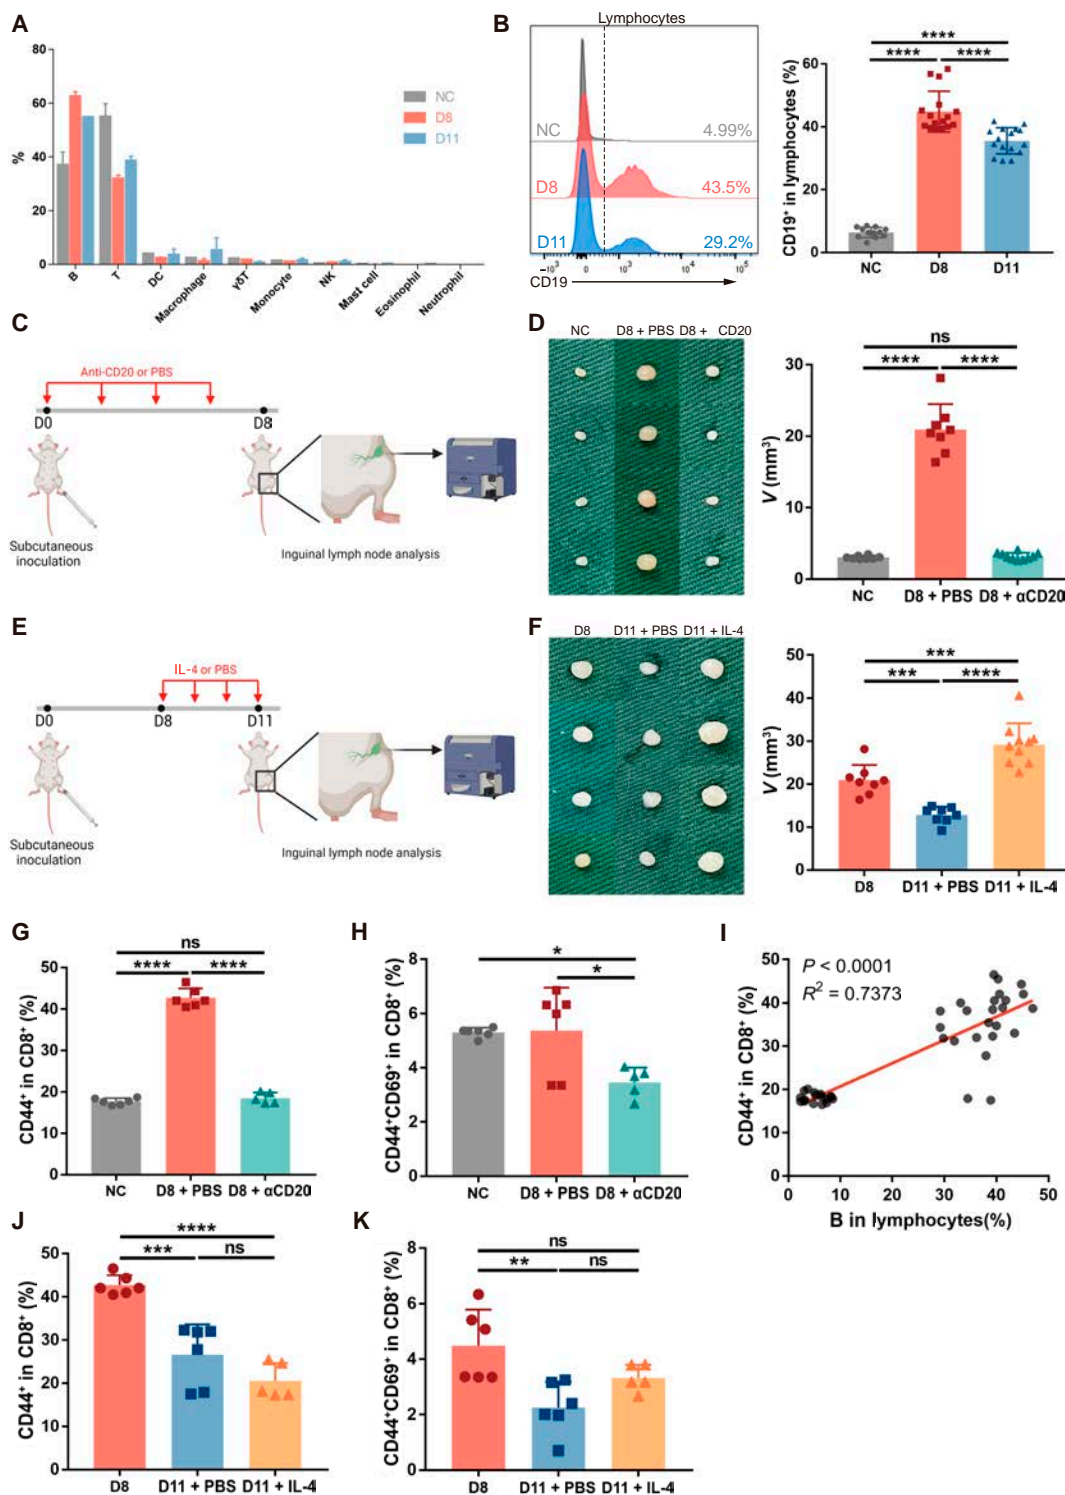 A
80
60
40
20
0
%
NC
D8
D11
B
T
DC
Macrophage
γδT
Monocyte
NK
Mast cell
Eosinophil
Neutrophil
B
Lymphocytes
NC
4.99%
D8
43.5%
D11
29.2%
−10³
0
10³
10⁴
10⁵
CD19
CD19⁺ in lymphocytes (%)
60
40
20
0
****
**** ****
NC
D8
D11
C
Anti-CD20 or PBS
D0
D8
Subcutaneous
inoculation
Inguinal lymph node analysis
D
NC
D8 + PBS
D8 + CD20
V (mm³)
30
20
10
0
ns
**** ****
NC
D8 + PBS
D8 + αCD20
E
IL-4 or PBS
D0
D8
D11
Subcutaneous
inoculation
Inguinal lymph node analysis
F
D8
D11 + PBS
D11 + IL-4
V (mm³)
50
40
30
20
10
0
***
*** ****
D8
D11 + PBS
D11 + IL-4
G
CD44⁺ in CD8⁺ (%)
50
40
30
20
10
0
ns
**** ****
NC
D8 + PBS
D8 + αCD20
H
CD44⁺CD69⁺ in CD8⁺ (%)
8
6
4
2
0
*
*
NC
D8 + PBS
D8 + αCD20
I
CD44⁺ in CD8⁺ (%)
50
40
30
20
10
0
P < 0.0001
R² = 0.7373
0
10
20
30
40
50
B in lymphocytes(%)
J
CD44⁺ in CD8⁺ (%)
50
40
30
20
10
0
****
*** ns
D8
D11 + PBS
D11 + IL-4
K
CD44⁺CD69⁺ in CD8⁺ (%)
8
6
4
2
0
ns
** ns
D8
D11 + PBS
D11 + IL-4